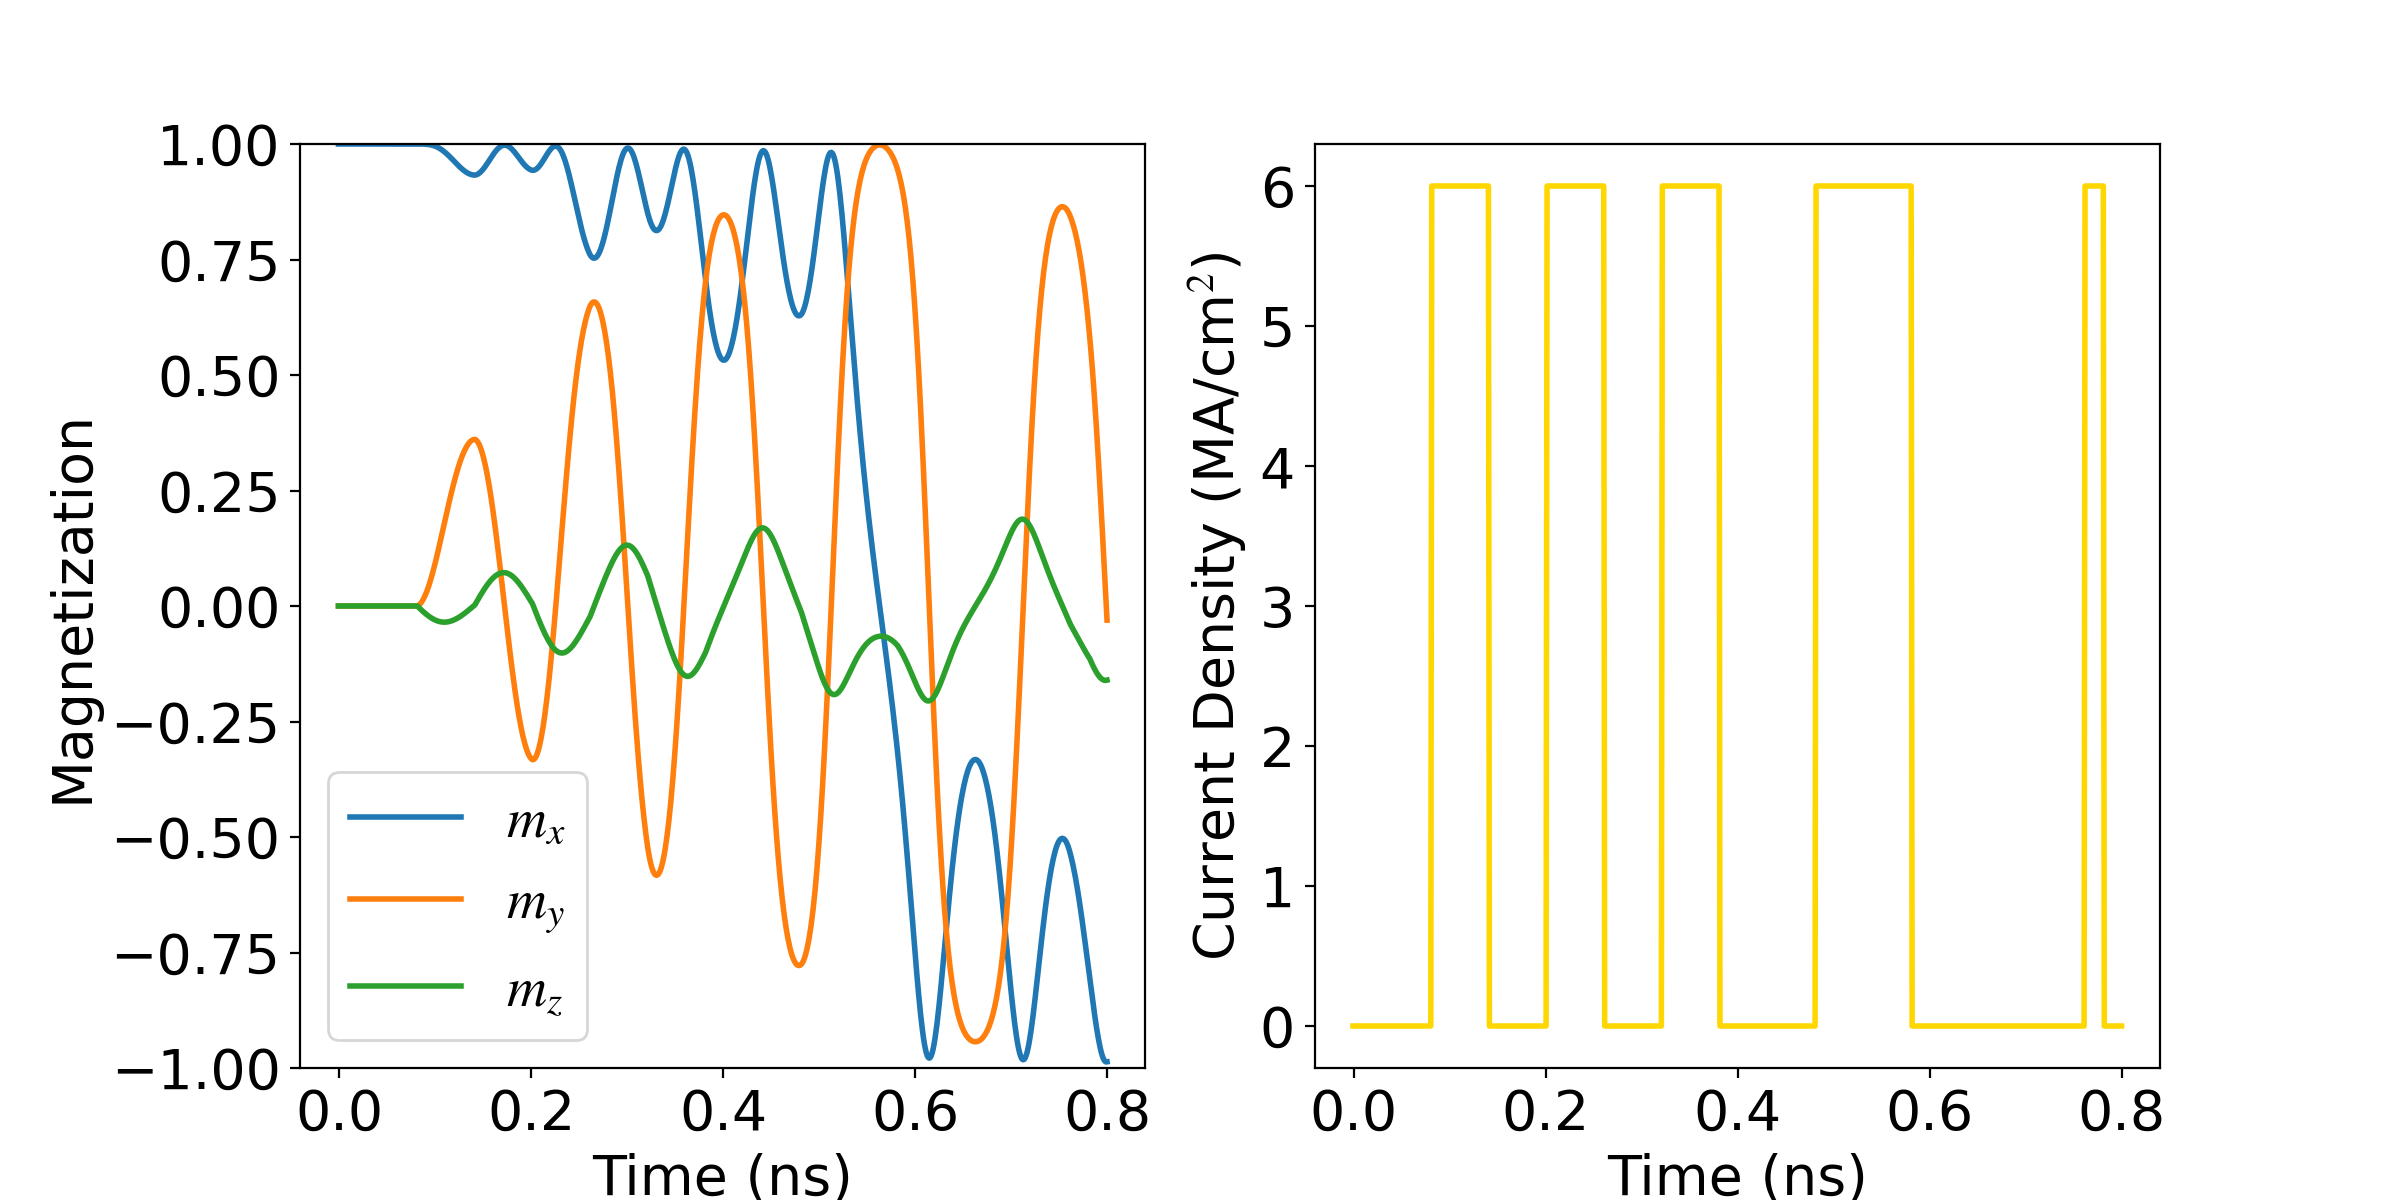 1.00
0.75
0.50
0.25
0.00
−0.25
−0.50
−0.75
−1.00
Magnetization
m_x
m_y
m_z
0.0 0.2 0.4 0.6 0.8
Time (ns)
6
5
4
3
2
1
0
Current Density (MA/cm²)
0.0 0.2 0.4 0.6 0.8
Time (ns)